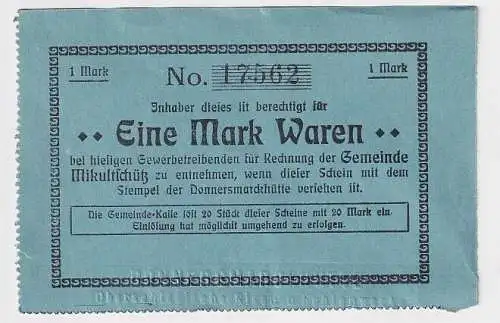 1 Mark No. 17562 1 Mark
Inhaber dieses ist berechtigt für
Eine Mark Waren
bei hiesigen Gewerbetreibenden für Rechnung der Gemeinde
Mikultschütz zu entnehmen, wenn dieser Schein mit dem
Stempel der Donnersmarckhütte versehen ist.
Die Gemeinde-Kasse löst 20 Stück dieser Scheine mit 20 Mark ein.
Einlösung hat möglichst umgehend zu erfolgen.